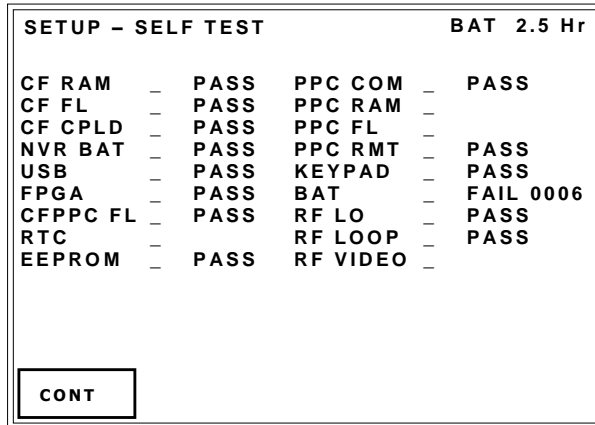 SETUP – SELF TEST BAT 2.5 Hr
CF RAM _ PASS PPC COM _ PASS
CF FL _ PASS PPC RAM _
CF CPLD _ PASS PPC FL _
NVR BAT _ PASS PPC RMT _ PASS
USB _ PASS KEYPAD _ PASS
FPGA _ PASS BAT _ FAIL 0006
CFPPC FL _ PASS RF LO _ PASS
RTC _ RF LOOP _ PASS
EEPROM _ PASS RF VIDEO _
CONT